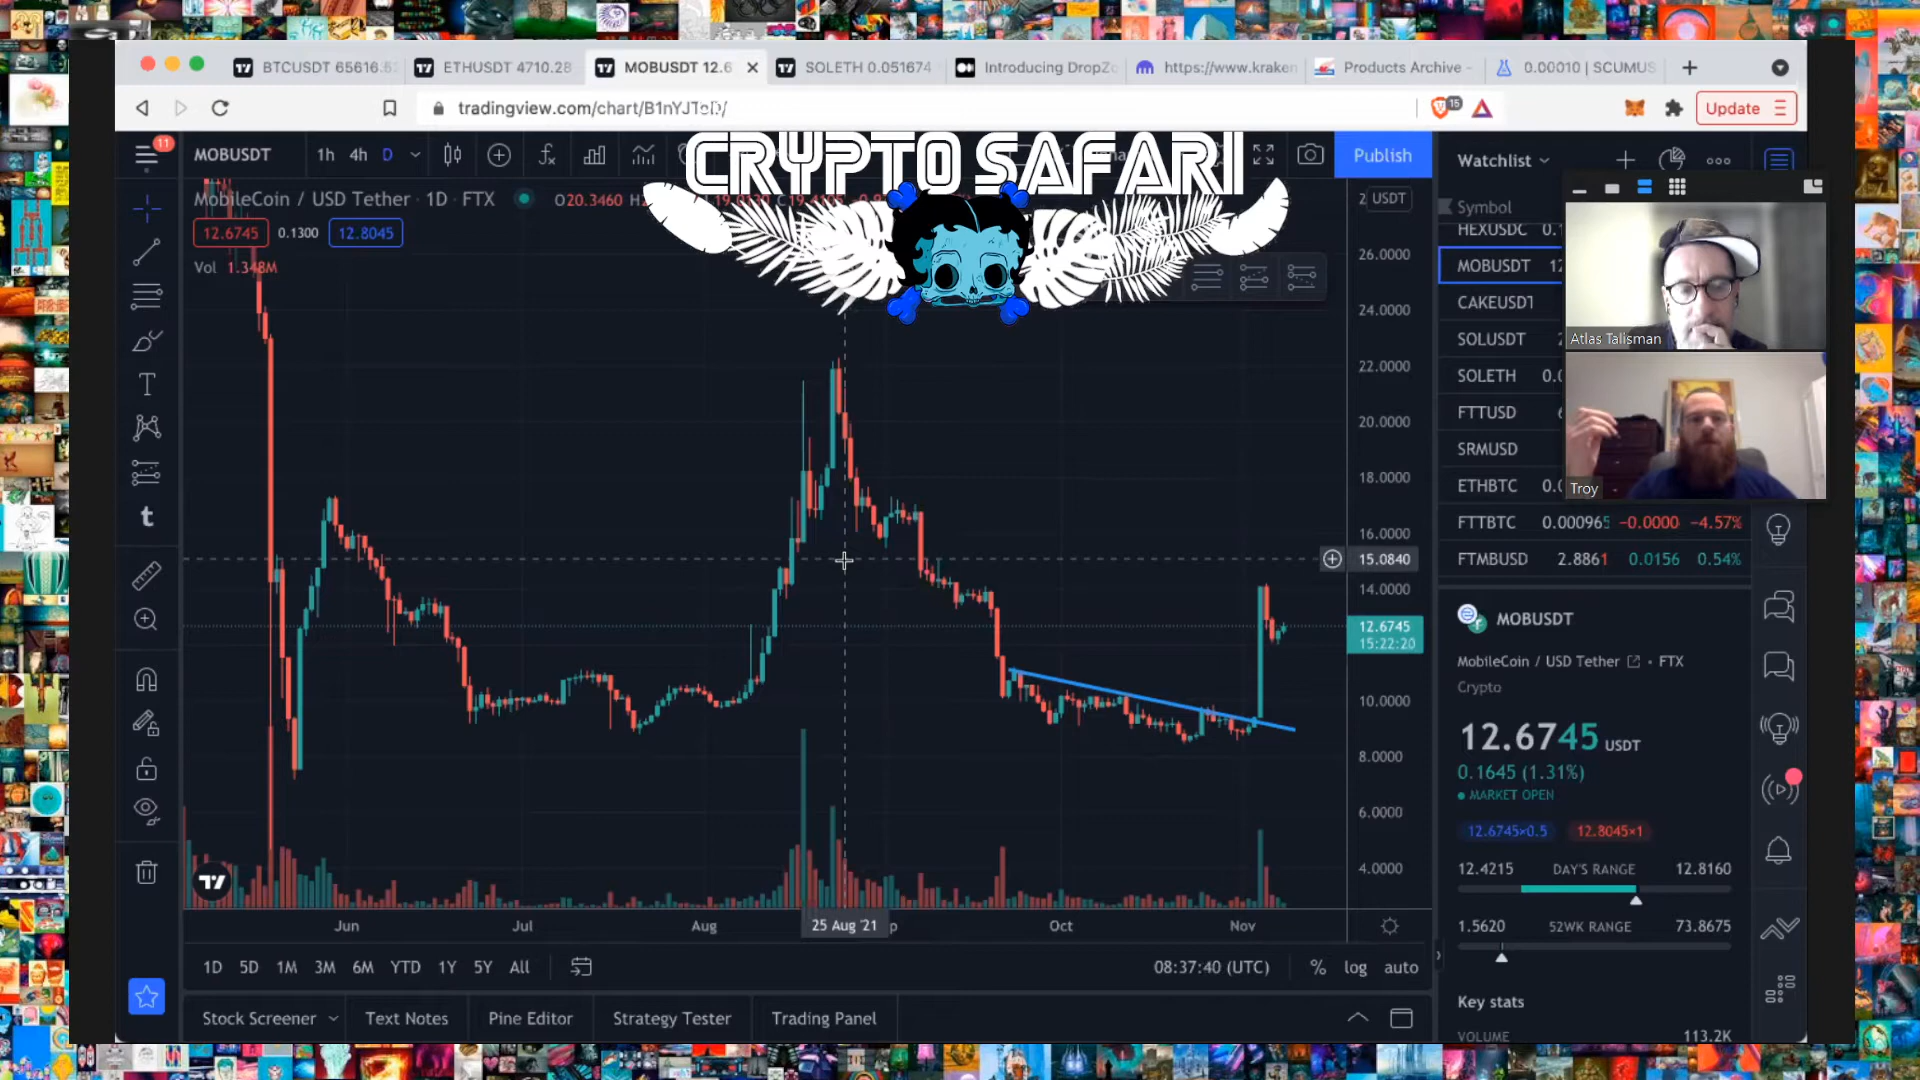 BTCUSDT 65616.5
ETHUSDT 4710.28
MOBUSDT 12.6
SOLETH 0.051674
Introducing DropZ
https://www.kraken
Products Archive -
0.00010 | SCUMUS
tradingview.com/chart/B1nYJTsD/
15
Update
CRYPTO SAFARI
11
MOBUSDT
1h 4h D
Publish
Watchlist
MobileCoin / USD Tether · 1D · FTX
O20.3460
USDT
12.6745
0.1300
12.8045
Vol 1.348M
26.0000
24.0000
22.0000
20.0000
18.0000
16.0000
15.0840
14.0000
12.6745
15:22:20
10.0000
8.0000
6.0000
4.0000
Jun
Jul
Aug
25 Aug '21
Oct
Nov
1D 5D 1M 3M 6M YTD 1Y 5Y All
08:37:40 (UTC)
% log auto
Stock Screener
Text Notes
Pine Editor
Strategy Tester
Trading Panel
Symbol
HEXUSDC
MOBUSDT
CAKEUSDT
SOLUSDT
SOLETH
FTTUSD
SRMUSD
ETHBTC
FTTBTC 0.000965 −0.0000 −4.57%
FTMBUSD 2.8861 0.0156 0.54%
Atlas Talisman
Troy
MOBUSDT
MobileCoin / USD Tether • FTX
Crypto
12.6745 USDT
0.1645 (1.31%)
MARKET OPEN
12.6745×0.5
12.8045×1
12.4215 DAY'S RANGE 12.8160
1.5620 52WK RANGE 73.8675
Key stats
VOLUME 113.2K